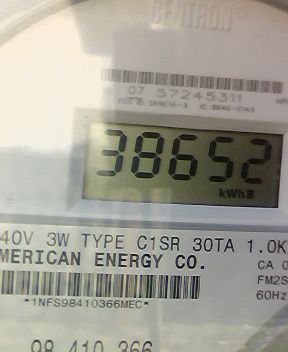 CENTRON®
07 57245311
38652
kWh
40V 3W TYPE C1SR 30TA 1.0K
MERICAN ENERGY CO.
CA 0
FM2S
60Hz
*1NFS98410366MEC*
98 410 366